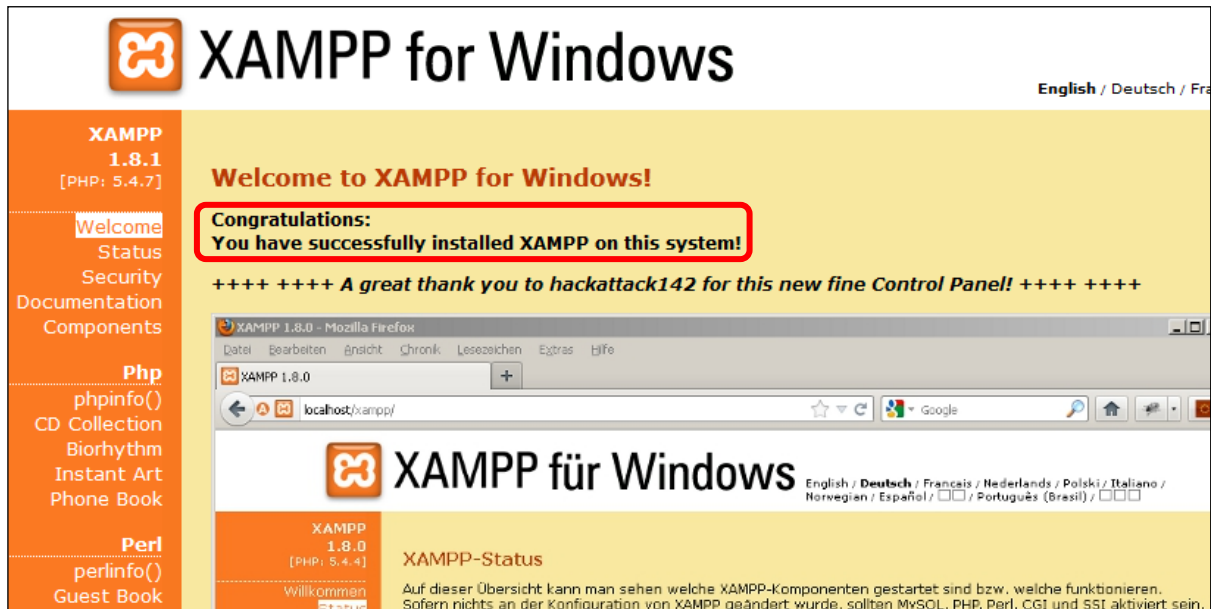 XAMPP for Windows
English / Deutsch /
XAMPP
1.8.1
[PHP: 5.4.7]
Welcome
Status
Security
Documentation
Components
Php
phpinfo()
CD Collection
Biorhythm
Instant Art
Phone Book
Perl
perlinfo()
Guest Book
Welcome to XAMPP for Windows!
Congratulations:
You have successfully installed XAMPP on this system!
++++ ++++ A great thank you to hackattack142 for this new fine Control Panel! ++++ ++++
XAMPP 1.8.0 - Mozilla Firefox
Datei Bearbeiten Ansicht Chronik Lesezeichen Extras Hilfe
XAMPP 1.8.0
localhost/xampp/
Google
XAMPP für Windows
English / Deutsch / Francais / Nederlands / Polski / Italiano /
Norwegian / Español / □□ / Português (Brasil) / □□□
XAMPP
1.8.0
[PHP: 5.4.4]
Willkommen
Status
XAMPP-Status
Auf dieser Übersicht kann man sehen welche XAMPP-Komponenten gestartet sind bzw. welche funktionieren.
Sofern nichts an der Konfiguration von XAMPP geändert wurde, sollten MySQL, PHP, Perl, CGI und SSI aktiviert sein.